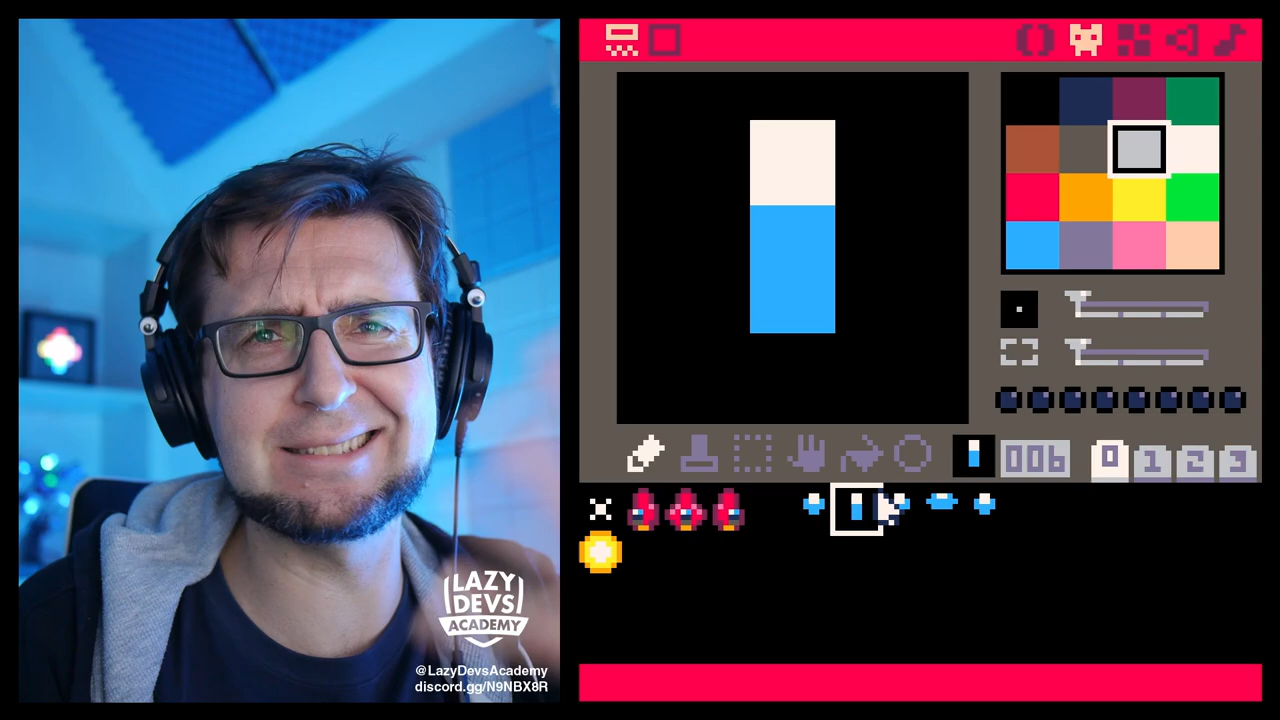 LAZY
DEVS
ACADEMY
@LazyDevsAcademy
discord.gg/N9NBX8R
006
0 1 2 3